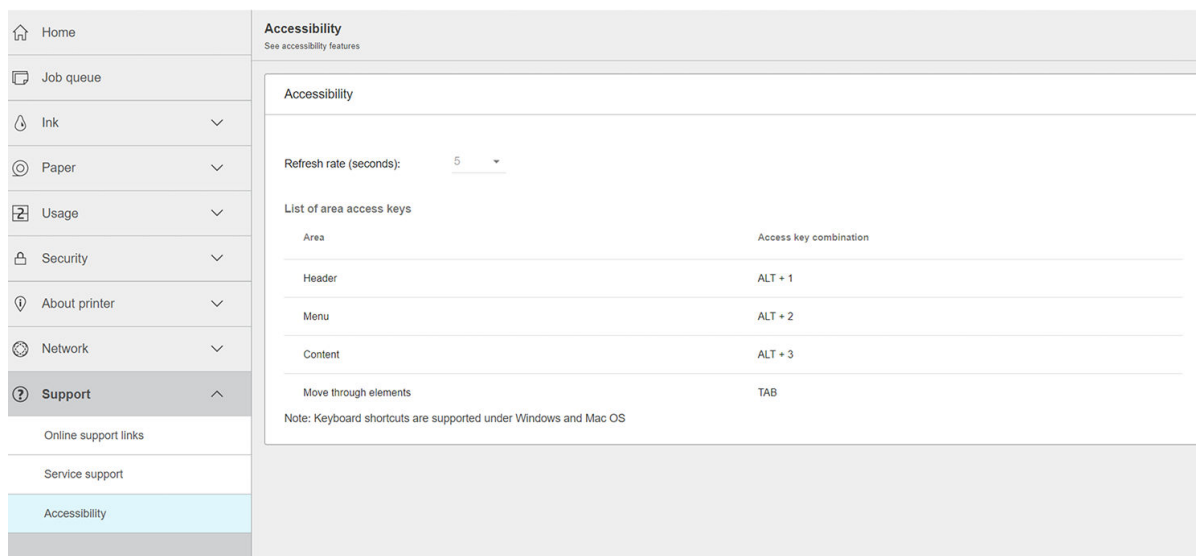 Home
Job queue
Ink
Paper
Usage
Security
About printer
Network
Support
Online support links
Service support
Accessibility
Accessibility
See accessibility features
Accessibility
Refresh rate (seconds): 5
List of area access keys
Area Access key combination
Header ALT + 1
Menu ALT + 2
Content ALT + 3
Move through elements TAB
Note: Keyboard shortcuts are supported under Windows and Mac OS